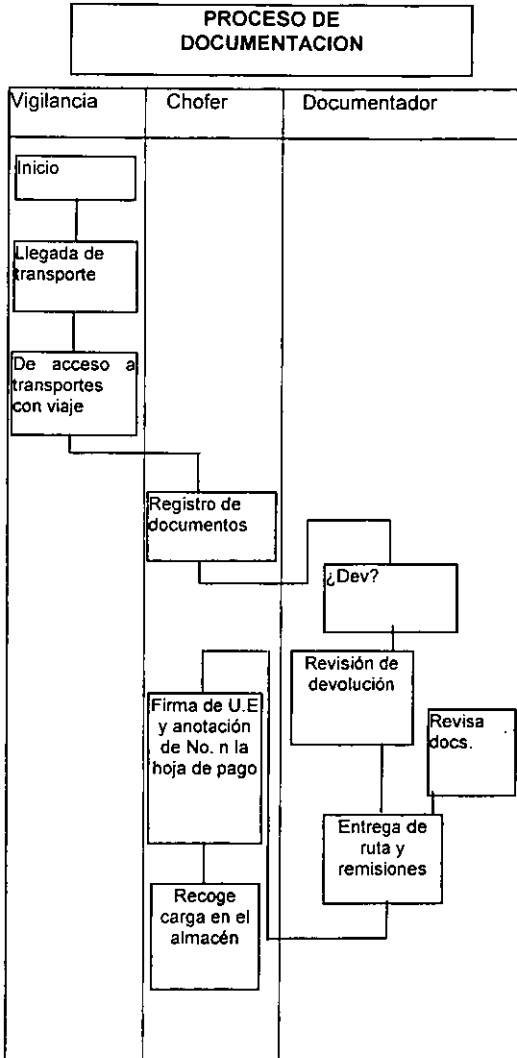 PROCESO DE
DOCUMENTACION
Vigilancia
Chofer
Documentador
Inicio
Llegada de
transporte
De acceso a
transportes
con viaje
Registro de
documentos
¿Dev?
Revisión de
devolución
Firma de U.E
y anotación
de No. n la
hoja de pago
Revisa
docs.
Entrega de
ruta y
remisiones
Recoge
carga en el
almacén